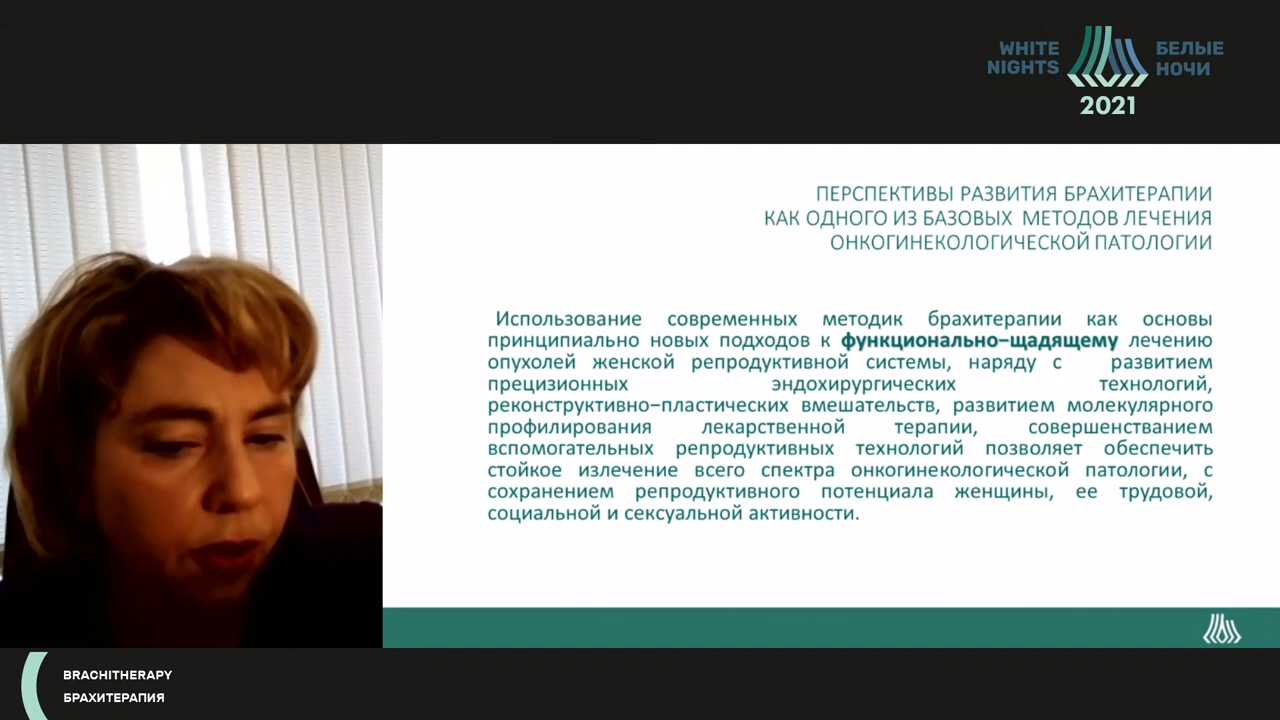 WHITE NIGHTS
БЕЛЫЕ НОЧИ
2021
ПЕРСПЕКТИВЫ РАЗВИТИЯ БРАХИТЕРАПИИ
КАК ОДНОГО ИЗ БАЗОВЫХ МЕТОДОВ ЛЕЧЕНИЯ
ОНКОГИНЕКОЛОГИЧЕСКОЙ ПАТОЛОГИИ
Использование современных методик брахитерапии как основы
принципиально новых подходов к функционально–щадящему лечению
опухолей женской репродуктивной системы, наряду с развитием
прецизионных эндохирургических технологий,
реконструктивно–пластических вмешательств, развитием молекулярного
профилирования лекарственной терапии, совершенстванием
вспомогательных репродуктивных технологий позволяет обеспечить
стойкое излечение всего спектра онкогинекологической патологии, с
сохранением репродуктивного потенциала женщины, ее трудовой,
социальной и сексуальной активности.
BRACHITHERAPY
БРАХИТЕРАПИЯ